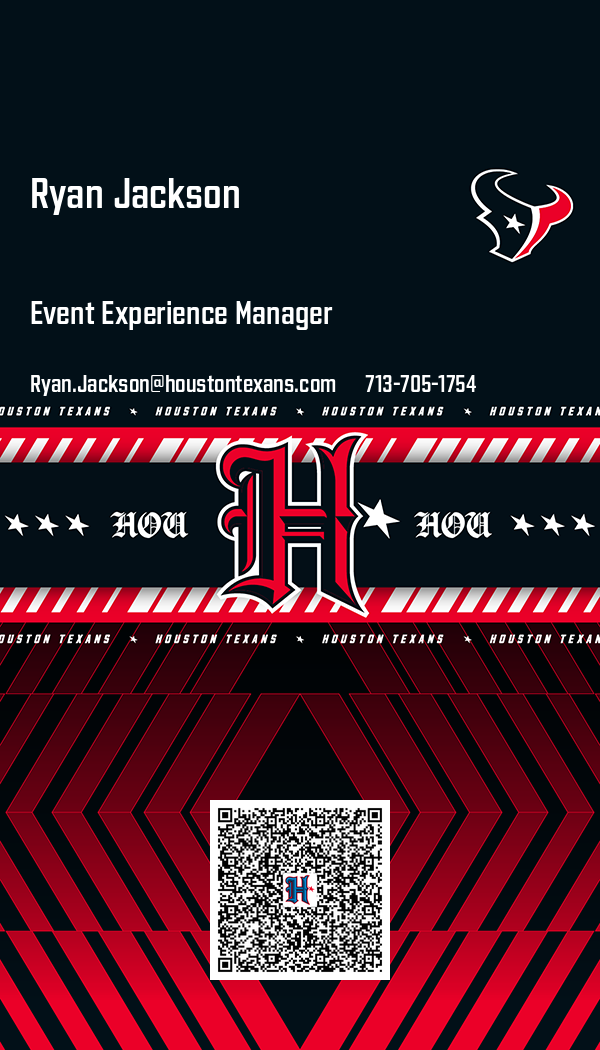 Ryan Jackson
Event Experience Manager
Ryan.Jackson@houstontexans.com 713-705-1754
HOUSTON TEXANS HOUSTON TEXANS HOUSTON TEXANS HOUSTON TEXANS
HOU H HOU
HOUSTON TEXANS HOUSTON TEXANS HOUSTON TEXANS HOUSTON TEXANS
H